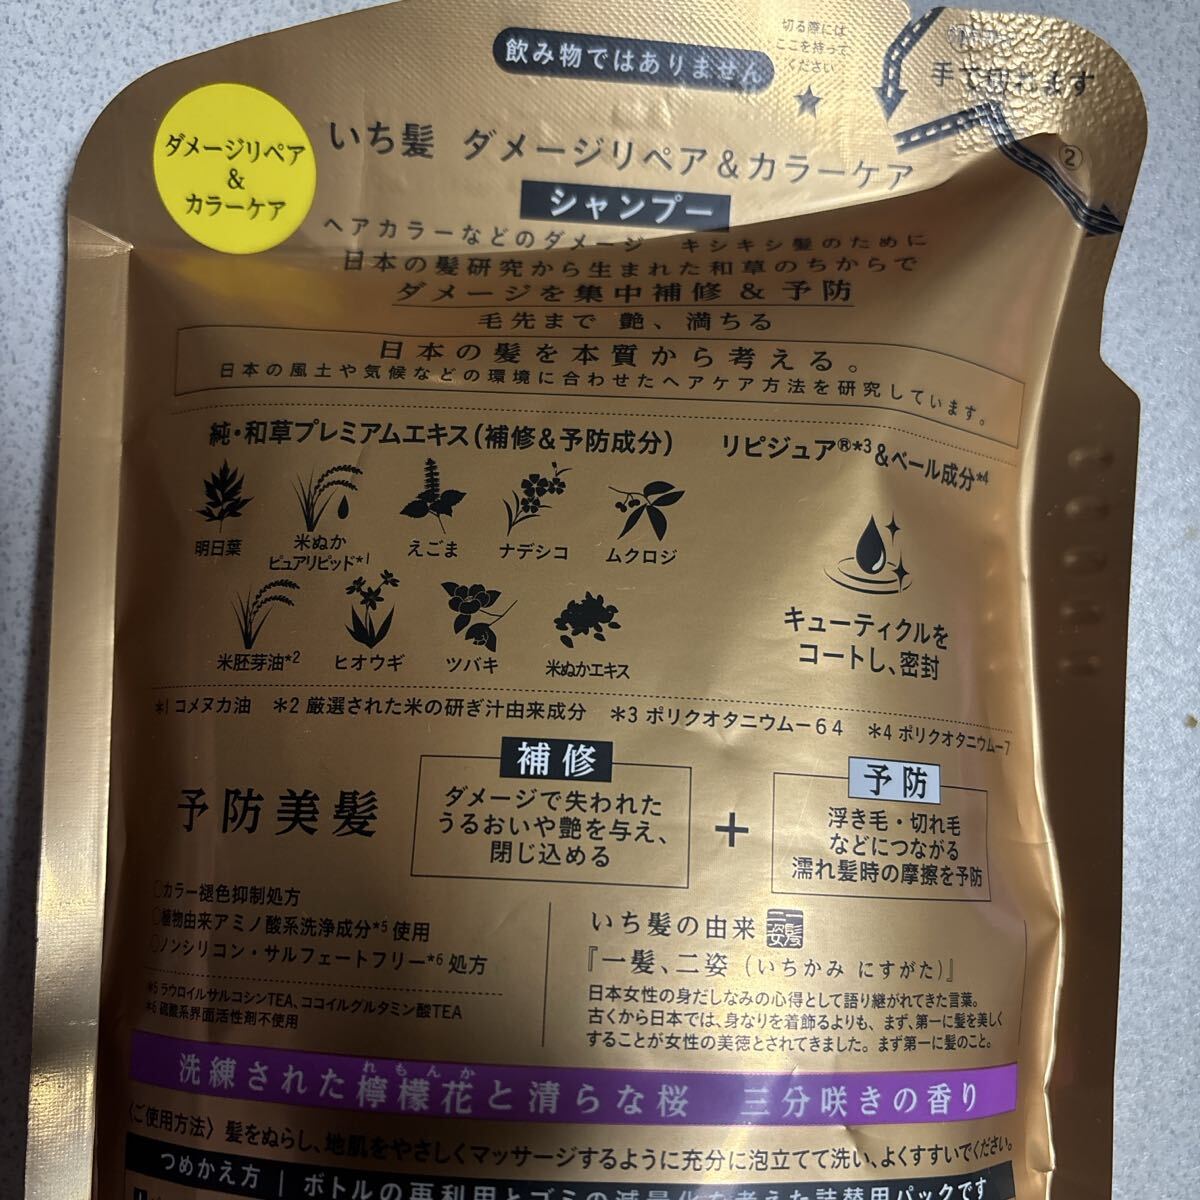 飲み物ではありません
切る際には
ここを持って
ください
★
手で切れます
②
ダメージリペア
&
カラーケア
いち髪 ダメージリペア&カラーケア
シャンプー
ヘアカラーなどのダメージ キシキシ髪のために
日本の髪研究から生まれた和草のちからで
ダメージを集中補修 & 予防
毛先まで 艶、満ちる
日本の髪を本質から考える。
日本の風土や気候などの環境に合わせたヘアケア方法を研究しています。
純・和草プレミアムエキス(補修&予防成分)
明日葉
米ぬか
ピュアリピッド*1
えごま
ナデシコ
ムクロジ
米胚芽油*2
ヒオウギ
ツバキ
米ぬかエキス
リピジュア®*3&ベール成分*4
キューティクルを
コートし、密封
*1 コメヌカ油 *2 厳選された米の研ぎ汁由来成分 *3 ポリクオタニウムー64 *4 ポリクオタニウムー7
予防美髪
補修
ダメージで失われた
うるおいや艶を与え、
閉じ込める
+
予防
浮き毛・切れ毛
などにつながる
濡れ髪時の摩擦を予防
○カラー褪色抑制処方
○植物由来アミノ酸系洗浄成分*5 使用
○ノンシリコン・サルフェートフリー*6 処方
*5 ラウロイルサルコシンTEA、ココイルグルタミン酸TEA
*6 硫酸系界面活性剤不使用
いち髪の由来
『一髪、二姿 (いちかみ にすがた)』
日本女性の身だしなみの心得として語り継がれてきた言葉。
古くから日本では、身なりを着飾るよりも、まず、第一に髪を美しく
することが女性の美徳とされてきました。まず第一に髪のこと。
れもんか
洗練された檸檬花と清らな桜 三分咲きの香り
〈ご使用方法〉髪をぬらし、地肌をやさしくマッサージするように充分に泡立てて洗い、よくすすいでください。
つめかえ方 | ボトルの再利用とゴミの減量化を考えた詰替用パックです